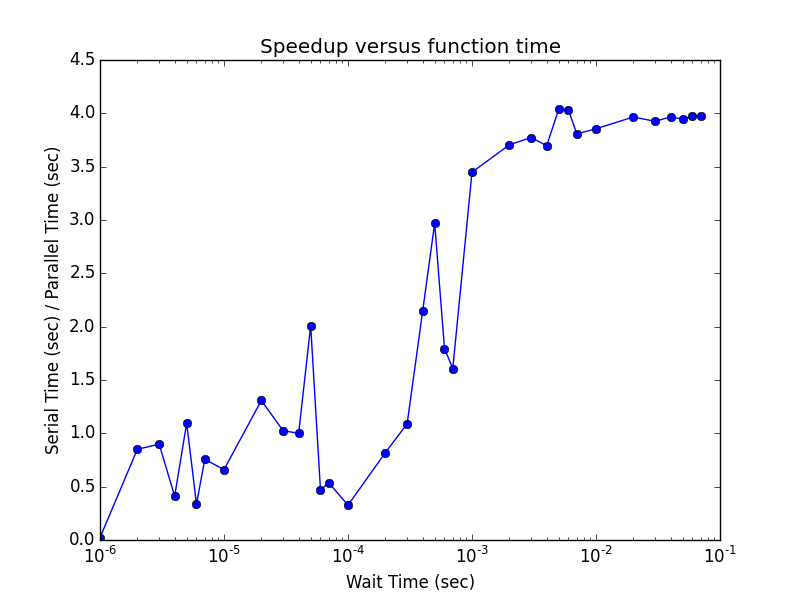 Speedup versus function time
4.5
4.0
3.5
3.0
2.5
2.0
1.5
1.0
0.5
0.0
Serial Time (sec) / Parallel Time (sec)
10^-6 10^-5 10^-4 10^-3 10^-2 10^-1
Wait Time (sec)